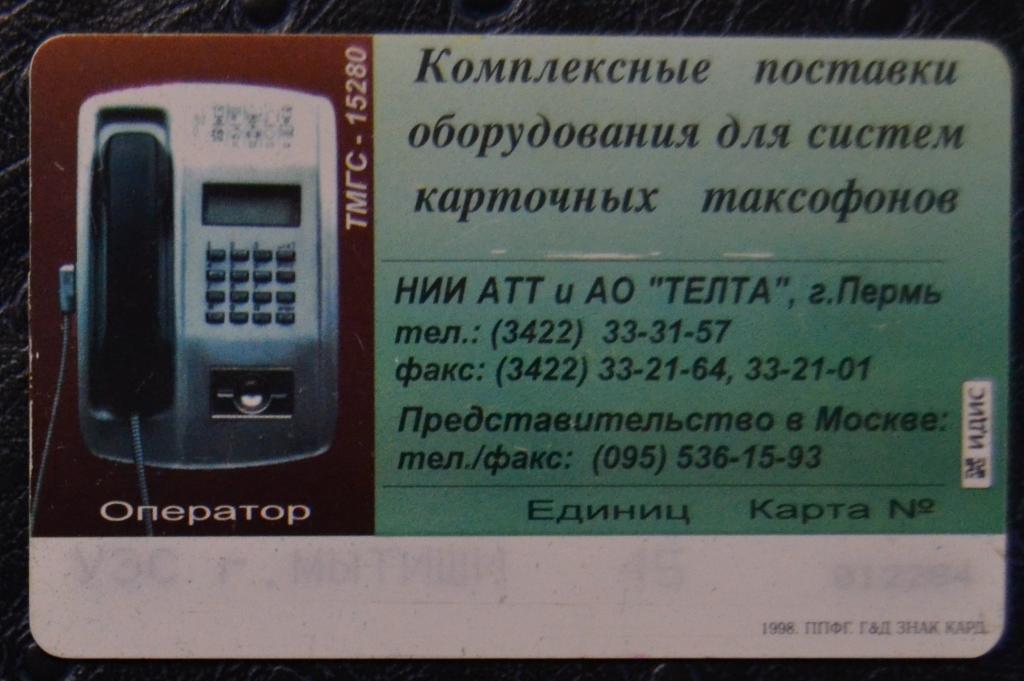 ТМГС - 15280
Комплексные поставки
оборудования для систем
карточных таксофонов
НИИ АТТ и АО "ТЕЛТА", г.Пермь
тел.: (3422) 33-31-57
факс: (3422) 33-21-64, 33-21-01
Представительство в Москве:
тел./факс: (095) 536-15-93
ИДИС
Оператор Единиц Карта №
УЭС г.МЫТИЩИ 45 012204
1998. ППФГ. Г&Д ЗНАК КАРД.